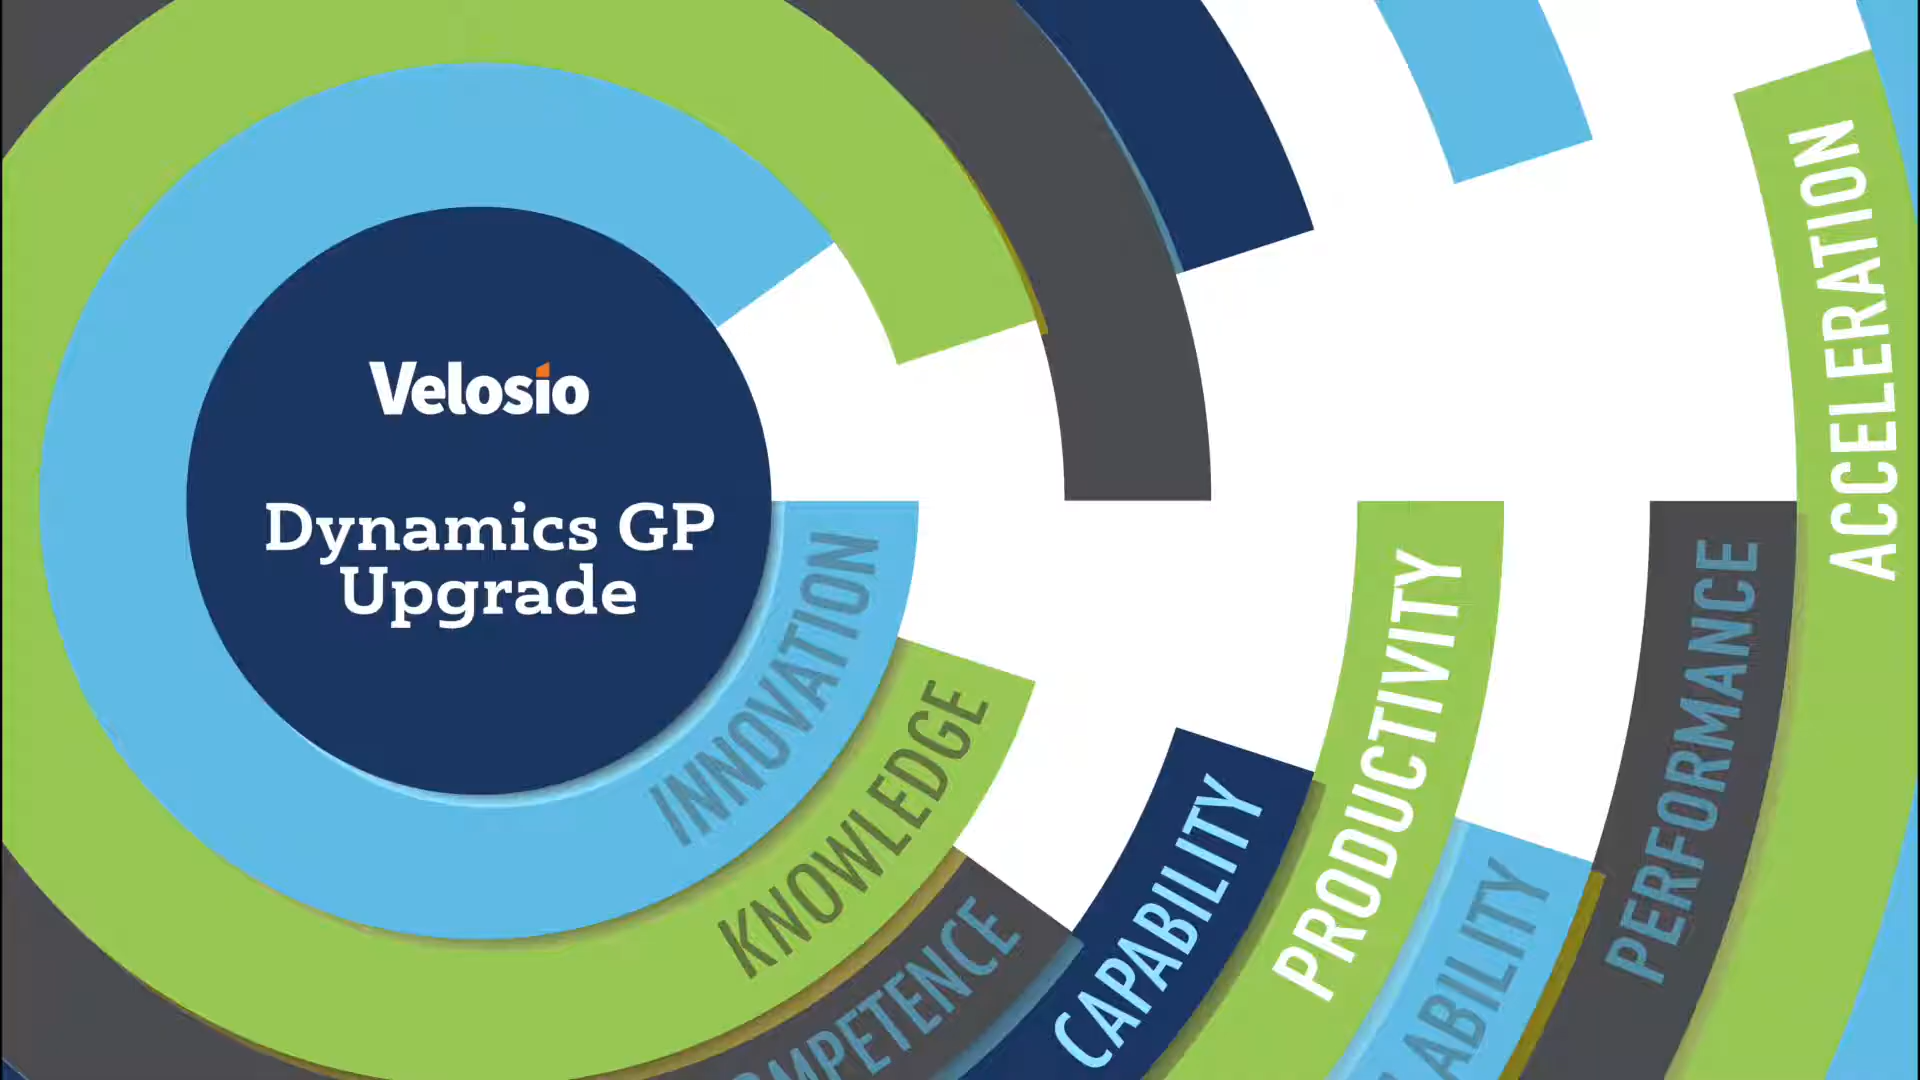 Velosio
Dynamics GP
Upgrade
INNOVATION
KNOWLEDGE
CAPABILITY
PRODUCTIVITY
PERFORMANCE
ACCELERATION